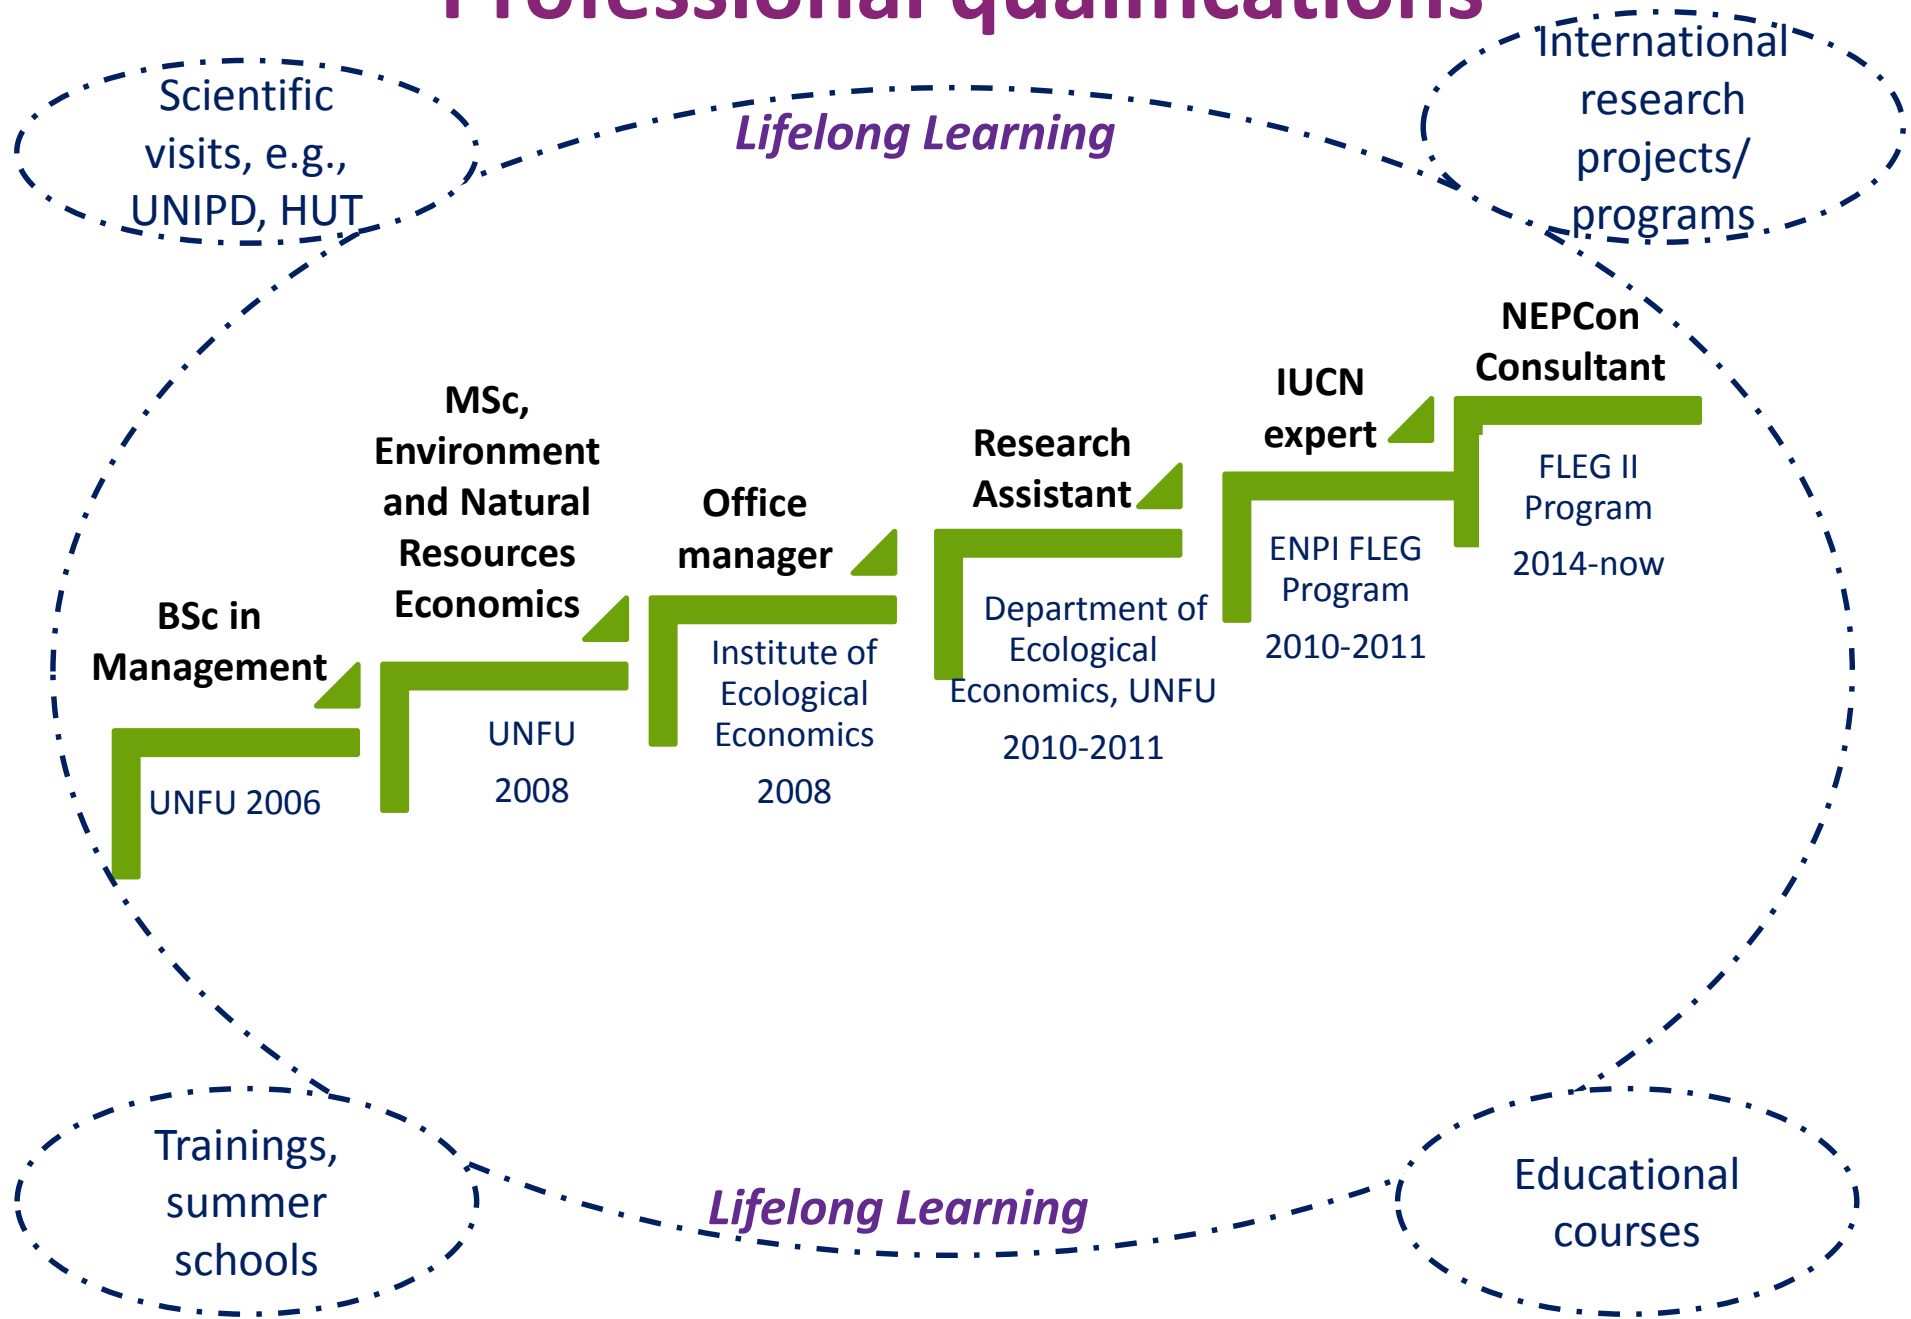 Professional qualifications
Scientific
visits, e.g.,
UNIPD, HUT
Lifelong Learning
International
research
projects/
programs
BSc in
Management
UNFU 2006
MSc,
Environment
and Natural
Resources
Economics
UNFU
2008
Office
manager
Institute of
Ecological
Economics
2008
Research
Assistant
Department of
Ecological
Economics, UNFU
2010-2011
IUCN
expert
ENPI FLEG
Program
2010-2011
NEPCon
Consultant
FLEG II
Program
2014-now
Trainings,
summer
schools
Lifelong Learning
Educational
courses